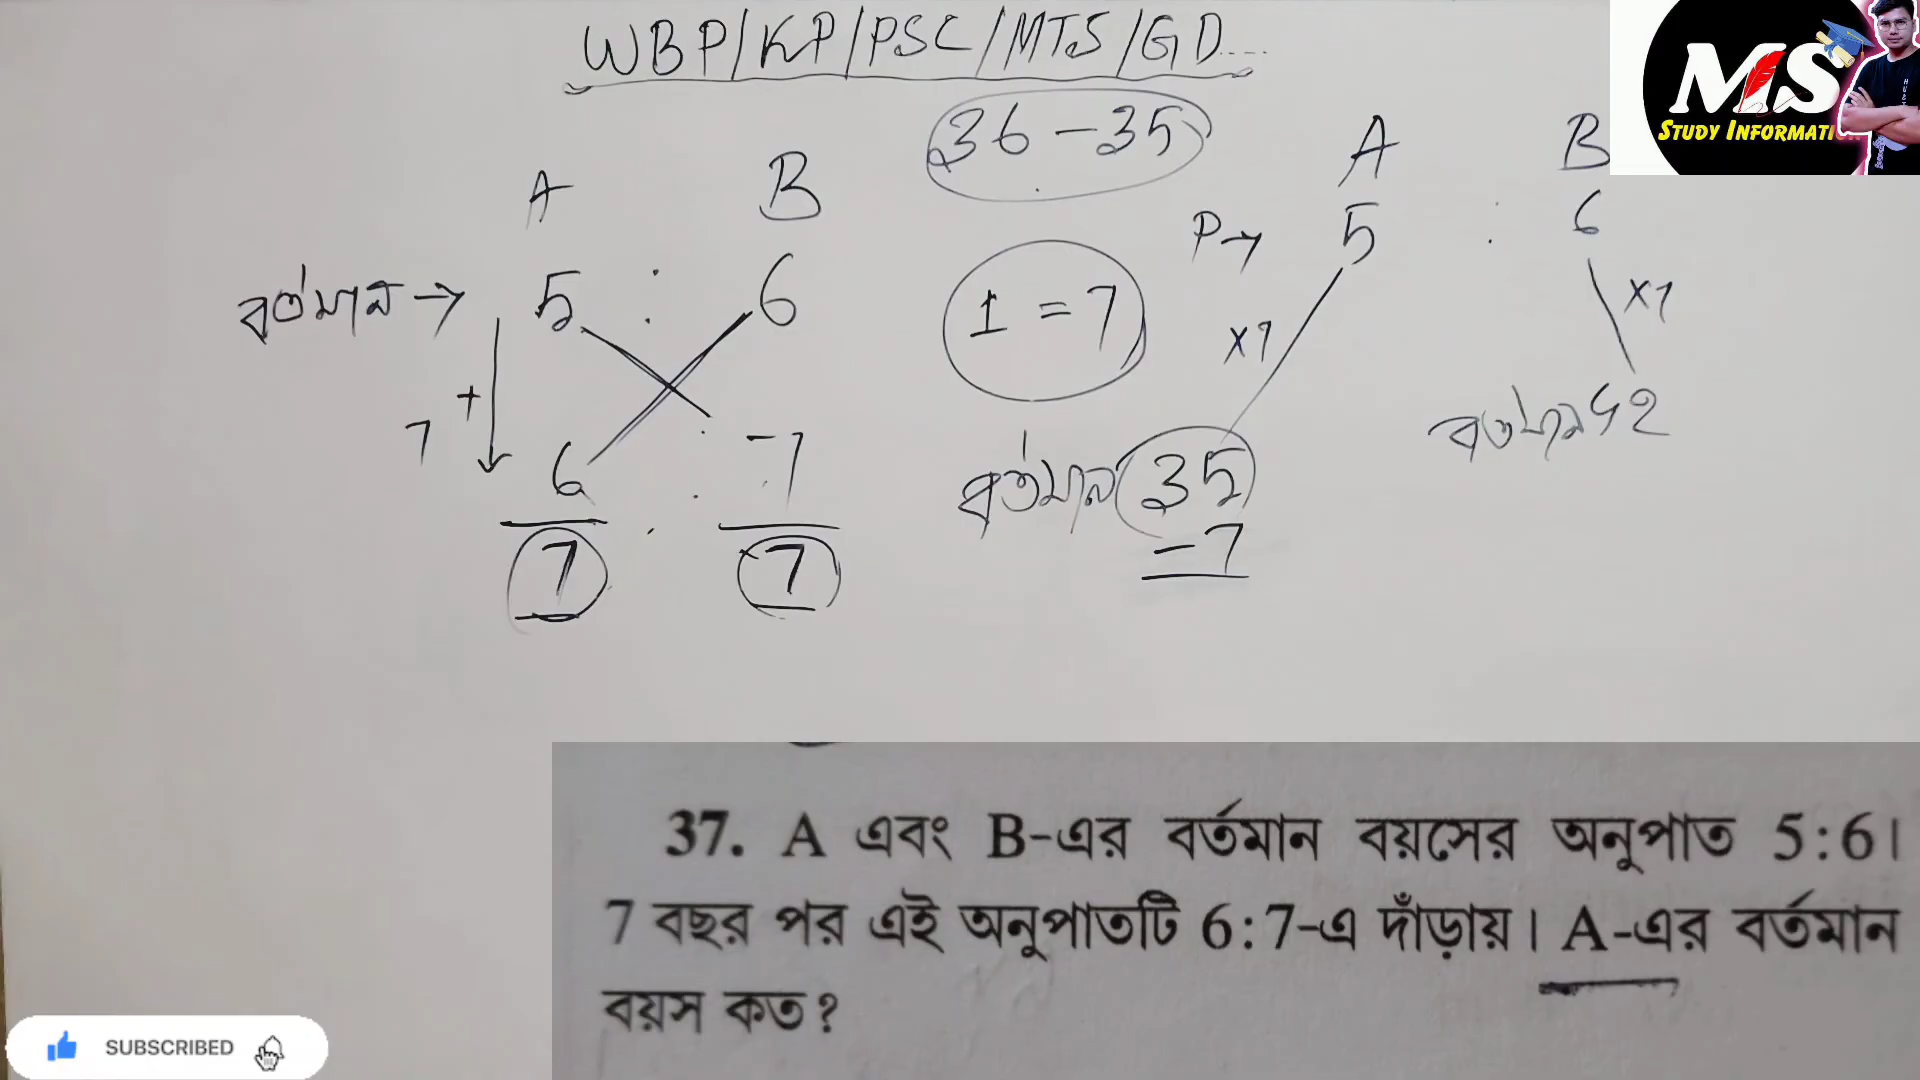 WBP/KP/PSC/MTS/GD....
MS
STUDY INFORMATI
A B
বর্তমান → 5 : 6
+ 7
6 : 7
7 : 7
36 - 35
1 = 7
A B
P→ 5 : 6
×7 ×7
বর্তমান 35 বর্তমান 42
= 7
37. A এবং B-এর বর্তমান বয়সের অনুপাত 5:6।
7 বছর পর এই অনুপাতটি 6:7-এ দাঁড়ায়। A-এর বর্তমান
বয়স কত?
SUBSCRIBED